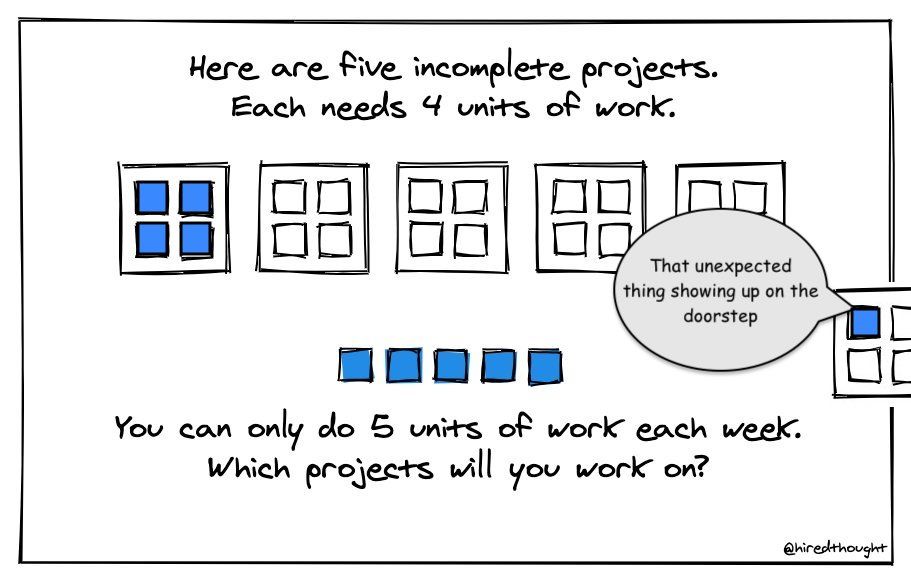 Here are five incomplete projects.
Each needs 4 units of work.
That unexpected
thing showing up on the
doorstep
You can only do 5 units of work each week.
Which projects will you work on?
@hiredthought